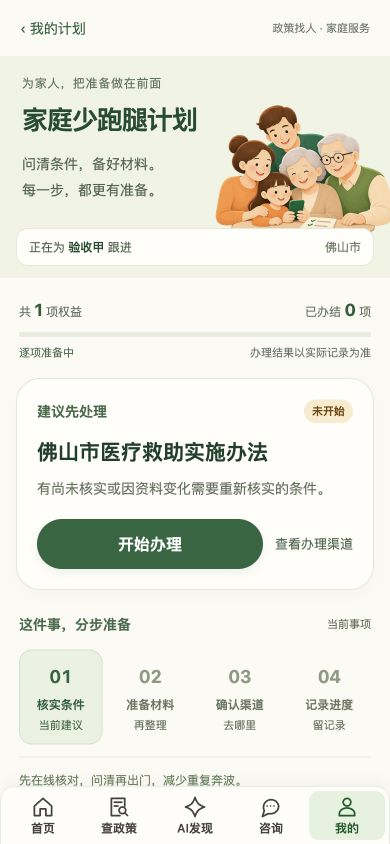 ‹ 我的计划
政策找人 · 家庭服务
为家人，把准备做在前面
家庭少跑腿计划
问清条件，备好材料。
每一步，都更有准备。
正在为 验收甲 跟进
佛山市
共 1 项权益
已办结 0 项
逐项准备中
办理结果以实际记录为准
建议先处理
未开始
佛山市医疗救助实施办法
有尚未核实或因资料变化需要重新核实的条件。
开始办理
查看办理渠道
这件事，分步准备
当前事项
01
核实条件
当前建议
02
准备材料
再整理
03
确认渠道
去哪里
04
记录进度
留记录
先在线核对，问清再出门，减少重复奔波。
首页
查政策
AI发现
咨询
我的